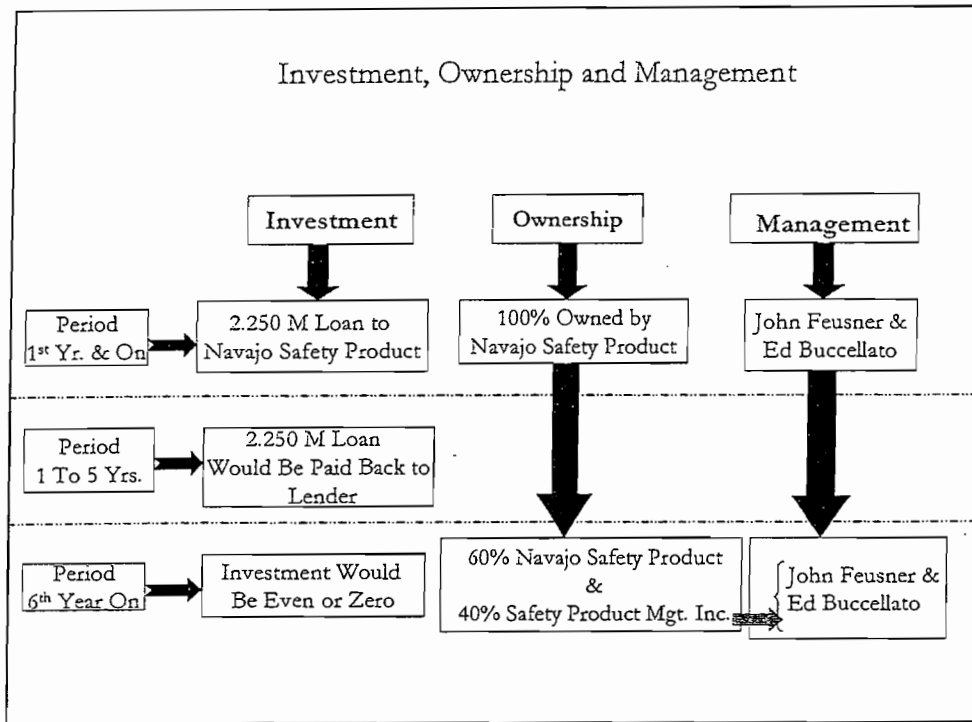 Investment, Ownership and Management
Investment
Ownership
Management
Period
1st Yr. & On
2.250 M Loan to
Navajo Safety Product
100% Owned by
Navajo Safety Product
John Feusner &
Ed Buccellato
Period
1 To 5 Yrs.
2.250 M Loan
Would Be Paid Back to
Lender
Period
6th Year On
Investment Would
Be Even or Zero
60% Navajo Safety Product
&
40% Safety Product Mgt. Inc.
John Feusner &
Ed Buccellato